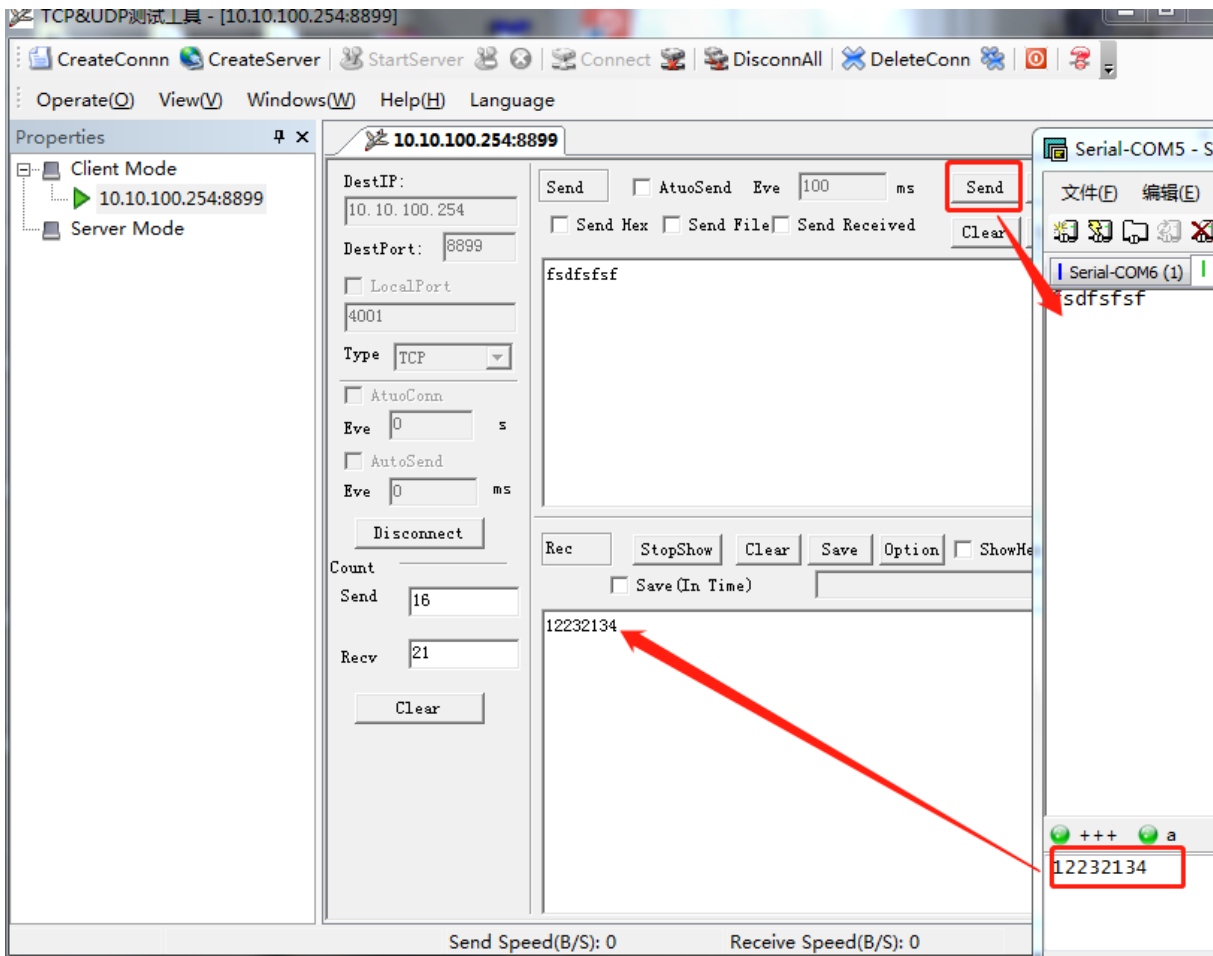 TCP&UDP测试工具 - [10.10.100.254:8899]
CreateConnn CreateServer StartServer Connect DisconnAll DeleteConn
Operate(O) View(V) Windows(W) Help(H) Language
Properties
Client Mode
10.10.100.254:8899
Server Mode
10.10.100.254:8899
DestIP:
10.10.100.254
DestPort: 8899
LocalPort
4001
Type TCP
AtuoConn
Eve 0 s
AutoSend
Eve 0 ms
Disconnect
Count
Send 16
Recv 21
Clear
Send AtuoSend Eve 100 ms Send
Send Hex Send File Send Received Clear
fsdfsfsf
Rec StopShow Clear Save Option ShowHe
Save(In Time)
12232134
Send Speed(B/S): 0 Receive Speed(B/S): 0
Serial-COM5 - S
文件(F) 编辑(E)
Serial-COM6 (1)
fsdfsfsf
+++ a
12232134